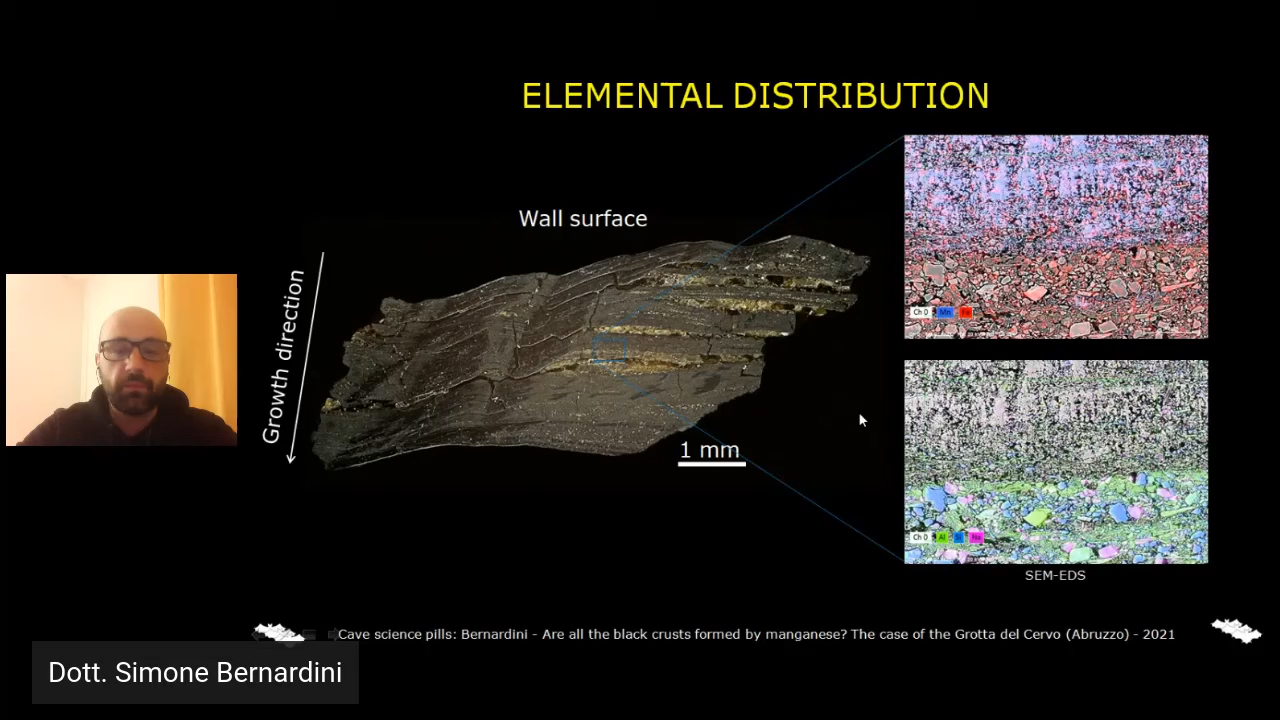 ELEMENTAL DISTRIBUTION
Wall surface
Growth direction
1 mm
Ch 0 Mn Fe
Ch 0 Al Si Na
SEM-EDS
Cave science pills: Bernardini - Are all the black crusts formed by manganese? The case of the Grotta del Cervo (Abruzzo) - 2021
Dott. Simone Bernardini